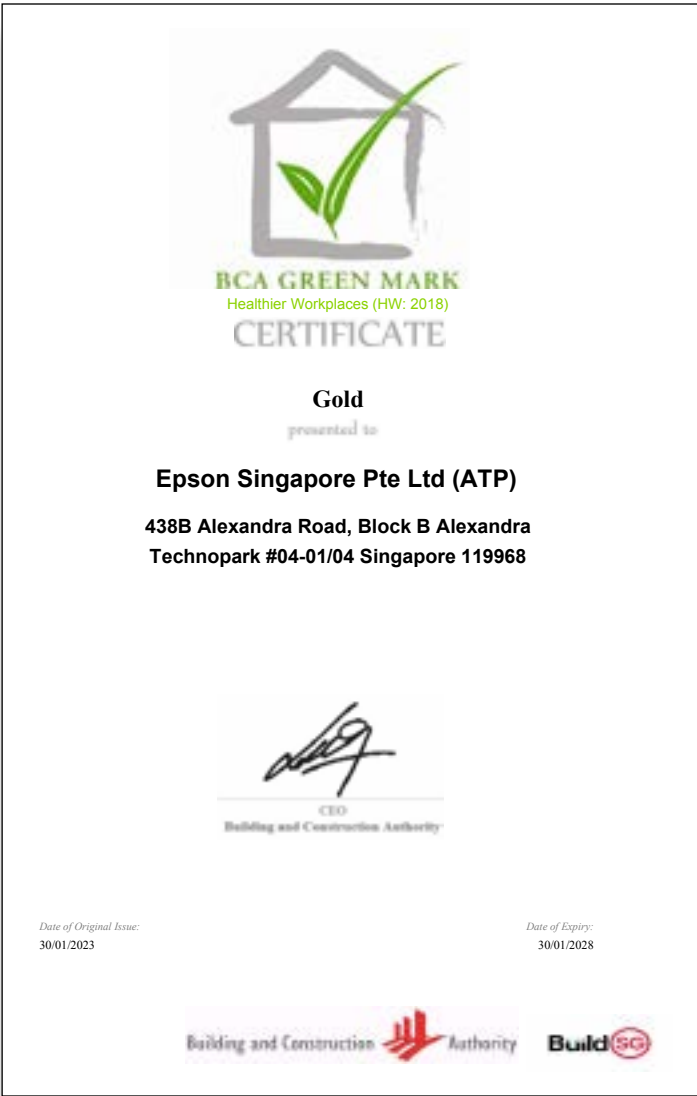 BCA GREEN MARK
Healthier Workplaces (HW: 2018)
CERTIFICATE
Gold
presented to
Epson Singapore Pte Ltd (ATP)
438B Alexandra Road, Block B Alexandra
Technopark #04-01/04 Singapore 119968
CEO
Building and Construction Authority
Date of Original Issue:
Date of Expiry:
30/01/2023
30/01/2028
Building and Construction Authority
BuildSG